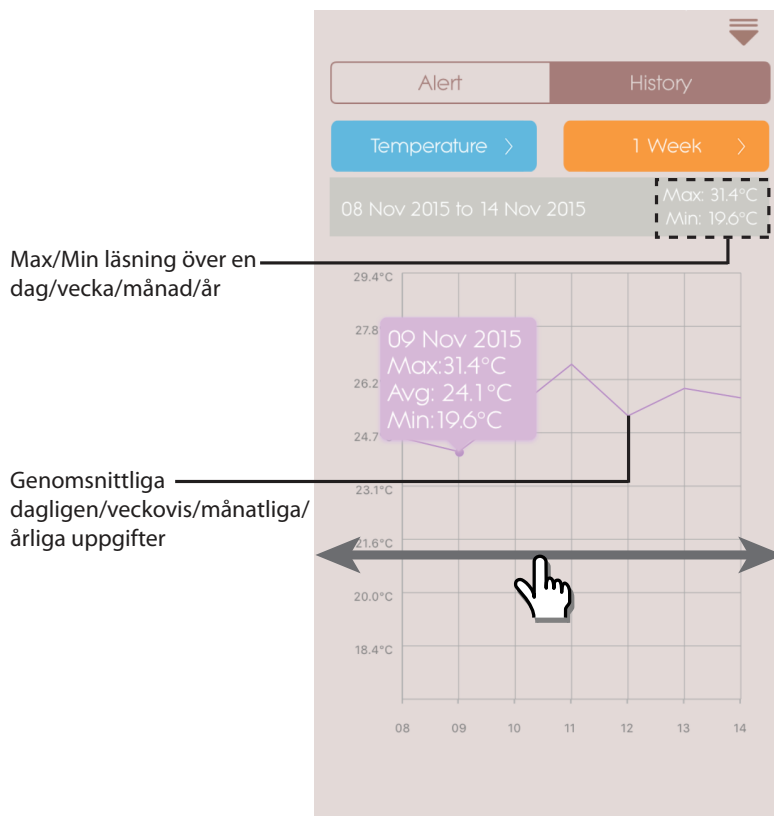 Alert
History
Temperature >
1 Week >
08 Nov 2015 to 14 Nov 2015
Max: 31.4°C
Min: 19.6°C
Max/Min läsning över en
dag/vecka/månad/år
29.4°C
27.8
09 Nov 2015
Max:31.4°C
Avg: 24.1°C
Min:19.6°C
26.2
24.7
Genomsnittliga
dagligen/veckovis/månatliga/
årliga uppgifter
23.1°C
21.6°C
20.0°C
18.4°C
08 09 10 11 12 13 14